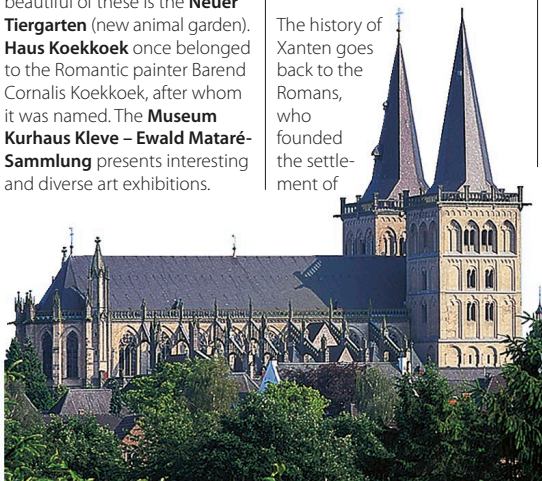 beautiful of these is the Neuer
Tiergarten (new animal garden).
Haus Koekkoek once belonged
to the Romantic painter Barend
Cornalis Koekkoek, after whom
it was named. The Museum
Kurhaus Kleve – Ewald Mataré-
Sammlung presents interesting
and diverse art exhibitions.
The history of
Xanten goes
back to the
Romans,
who
founded
the settle-
ment of